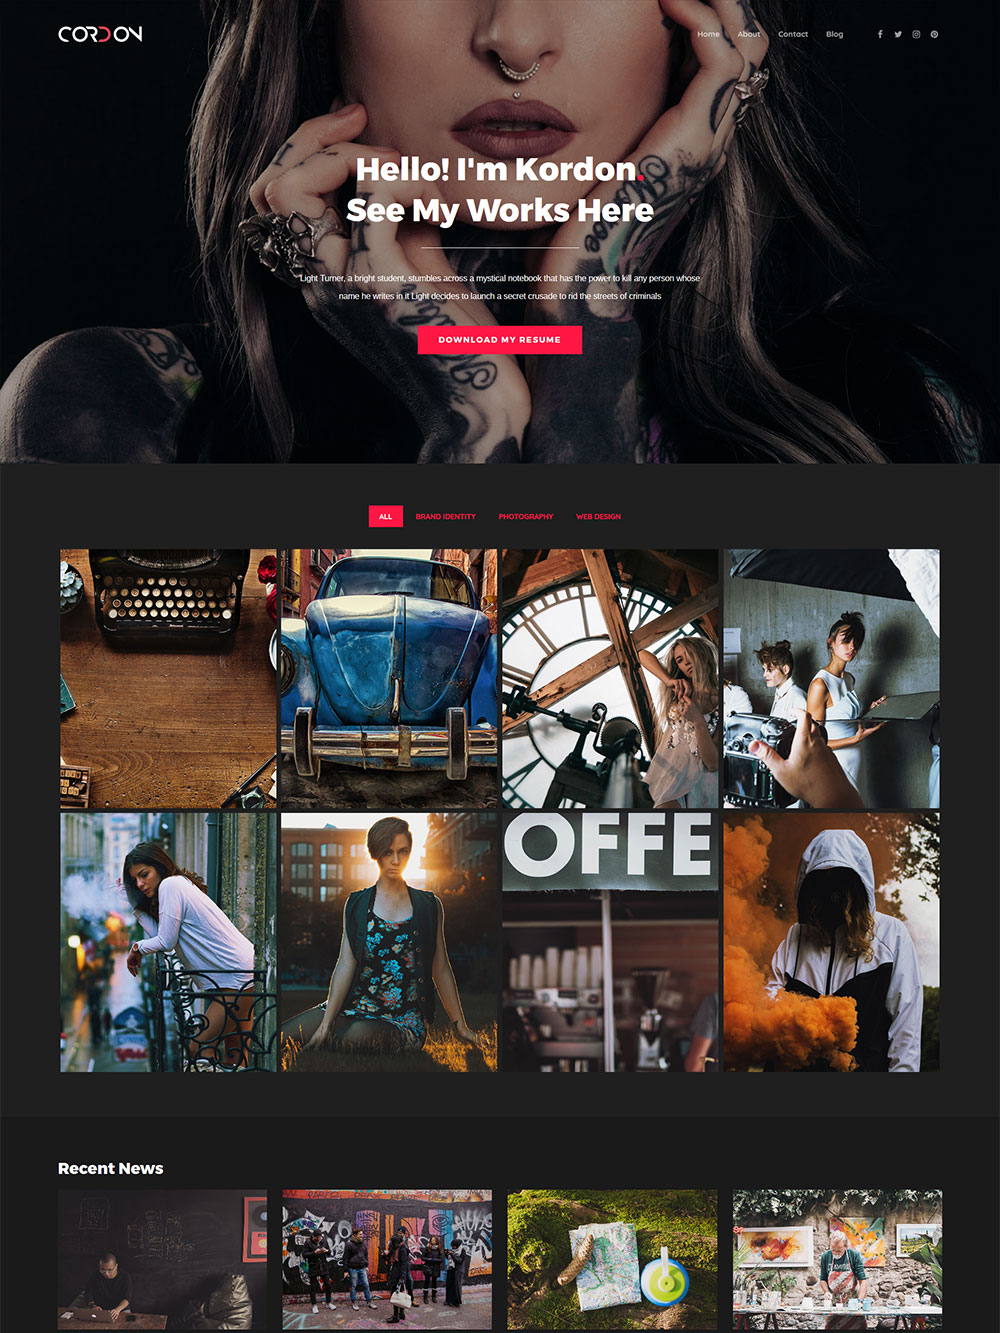 CORDON
Home About Contact Blog
Hello! I'm Kordon.
See My Works Here
Light Turner, a bright student, stumbles across a mystical notebook that has the power to kill any person whose
name he writes in it Light decides to launch a secret crusade to rid the streets of criminals
DOWNLOAD MY RESUME
ALL BRAND IDENTITY PHOTOGRAPHY WEB DESIGN
OFFE
Recent News